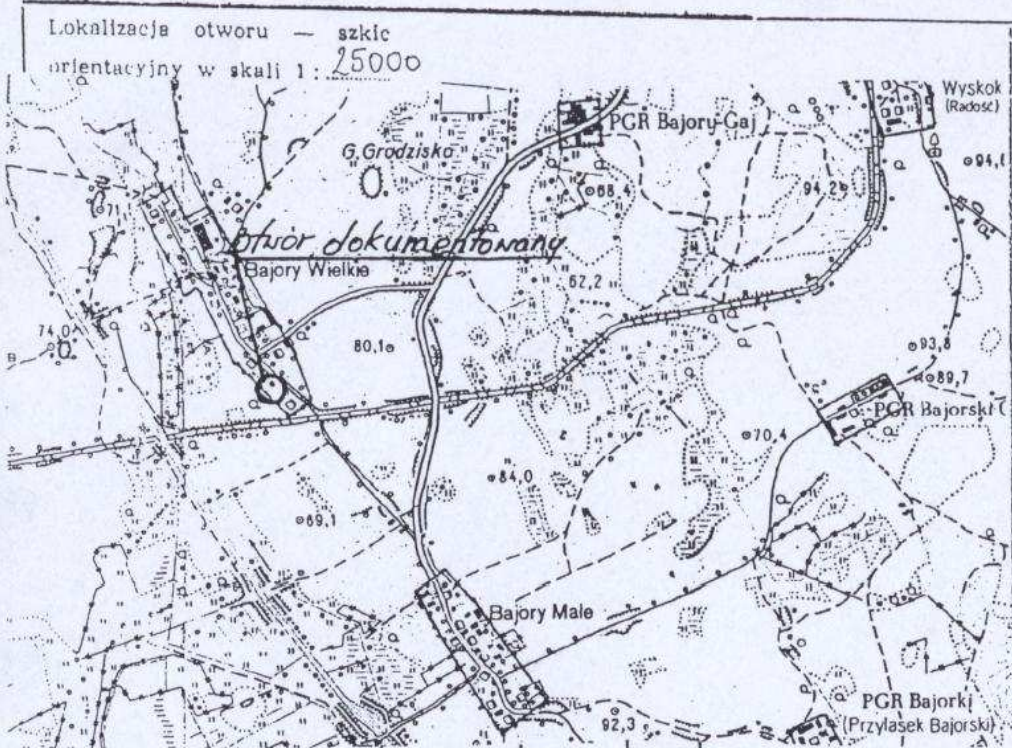 Lokalizacja otworu — szkic
orientacyjny w skali 1: 25000
Wyskok
(Radość)
PGR Bajory-Gaj
G. Grodzisko
94,2
68,4
71
Otwór dokumentowany
Bajory Wielkie
62,2
74,0
80,1
93,8
89,7
PGR Bajorski
70,4
84,0
69,1
Bajory Małe
PGR Bajorki
(Przylasek Bajorski)
92,3